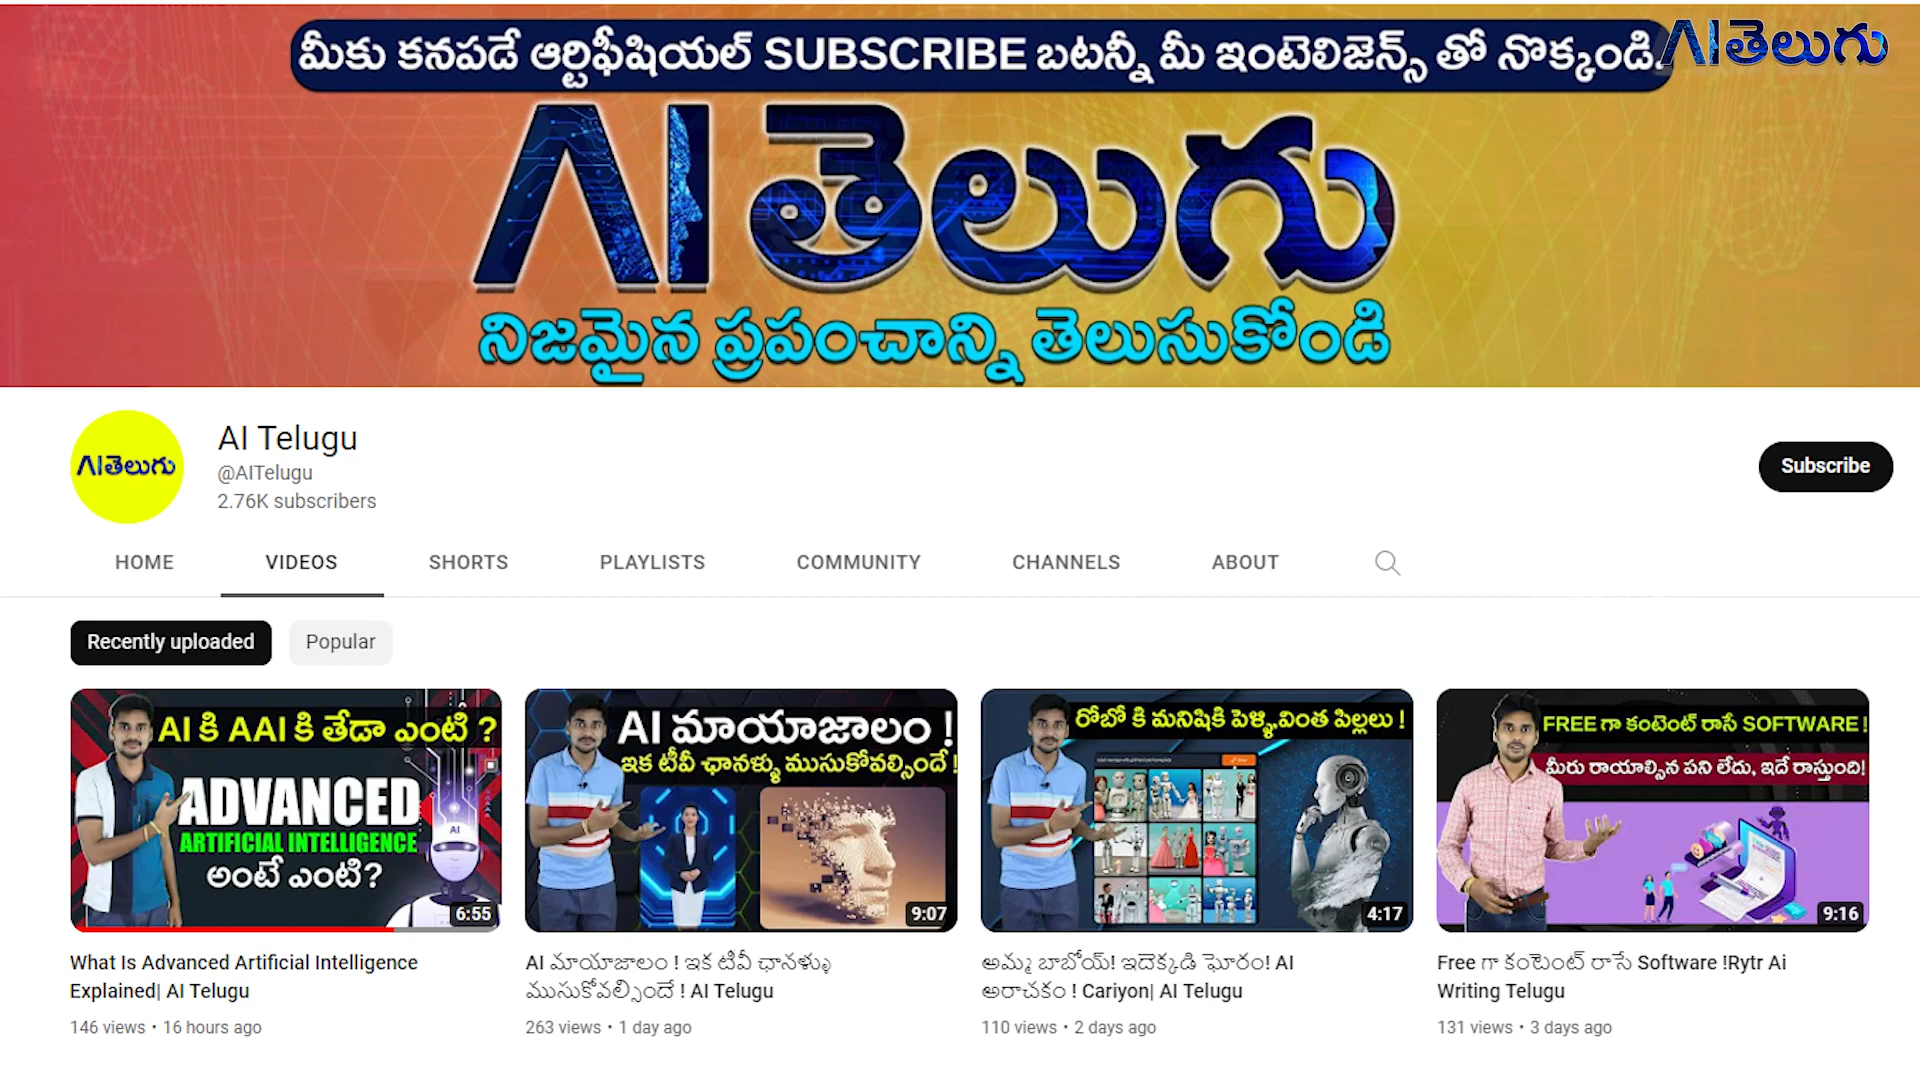 మీకు కనపడే ఆర్టిఫీషియల్ SUBSCRIBE బటన్నీ మీ ఇంటెలిజెన్స్ తో నొక్కండి.
AIతెలుగు
AI తెలుగు
నిజమైన ప్రపంచాన్ని తెలుసుకోండి
AIతెలుగు
AI Telugu
@AITelugu
2.76K subscribers
Subscribe
HOME VIDEOS SHORTS PLAYLISTS COMMUNITY CHANNELS ABOUT
Recently uploaded Popular
AI కి AAI కి తేడా ఎంటి ?
ADVANCED
ARTIFICIAL INTELLIGENCE
అంటే ఎంటి?
AI
6:55
AI మాయాజాలం !
ఇక టీవీ ఛానళ్ళు ముసుకోవల్సిందే !
9:07
రోబో కి మనిషికి పెళ్ళి,వింత పిల్లలు !
4:17
FREE గా కంటెంట్ రాసే SOFTWARE !
మీరు రాయాల్సిన పని లేదు, ఇదే రాస్తుంది!
9:16
What Is Advanced Artificial Intelligence
Explained| AI Telugu
146 views • 16 hours ago
AI మాయాజాలం ! ఇక టీవీ ఛానళ్ళు
ముసుకోవల్సిందే ! AI Telugu
263 views • 1 day ago
అమ్మ బాబోయ్! ఇదెక్కడి ఘోరం! AI
అరాచకం ! Cariyon| AI Telugu
110 views • 2 days ago
Free గా కంటెంట్ రాసే Software !Rytr Ai
Writing Telugu
131 views • 3 days ago